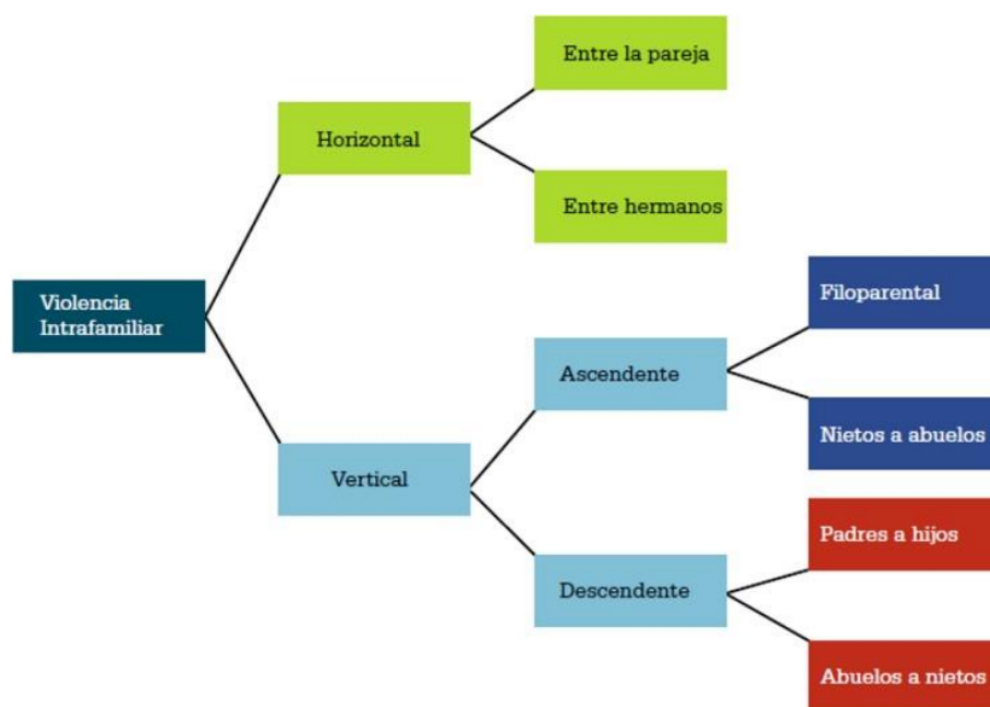 Entre la pareja
Horizontal
Entre hermanos
Violencia
Intrafamiliar
Filoparental
Ascendente
Nietos a abuelos
Vertical
Padres a hijos
Descendente
Abuelos a nietos